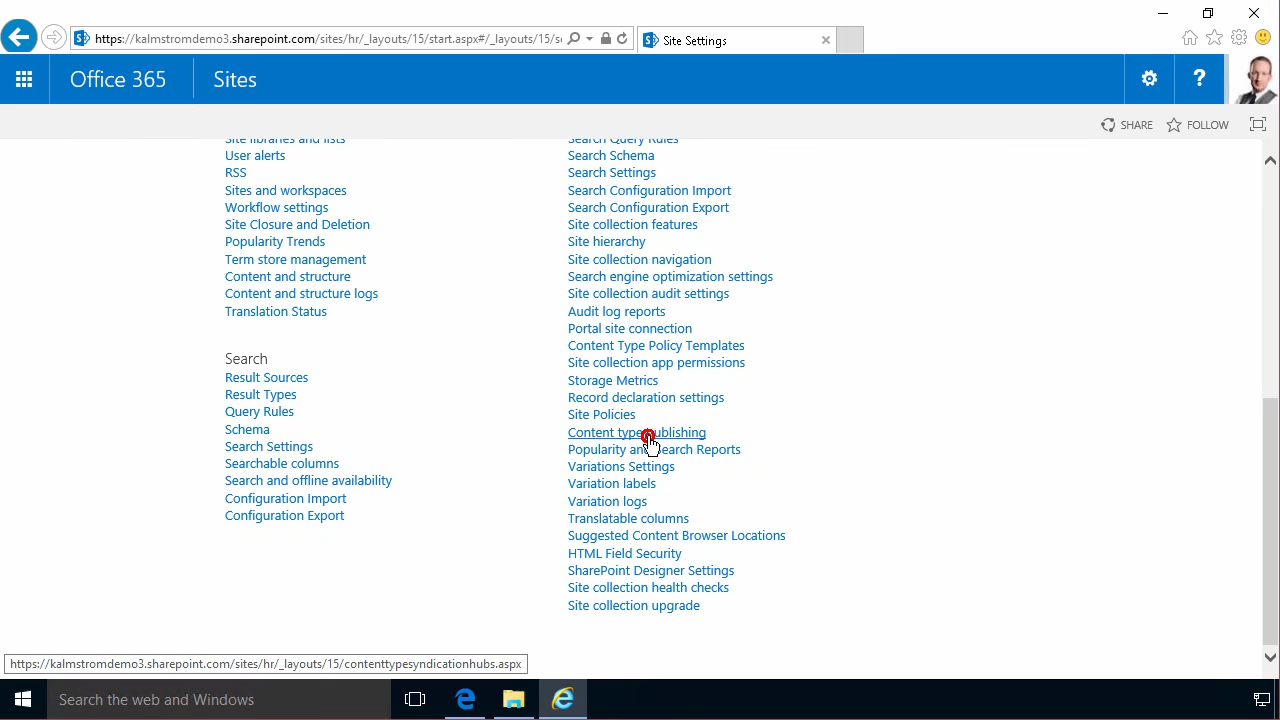 https://kalmstromdemo3.sharepoint.com/sites/hr/_layouts/15/start.aspx#/_layouts/15/s
Site Settings
Office 365
Sites
?
SHARE
FOLLOW
Site libraries and lists
User alerts
RSS
Sites and workspaces
Workflow settings
Site Closure and Deletion
Popularity Trends
Term store management
Content and structure
Content and structure logs
Translation Status
Search
Result Sources
Result Types
Query Rules
Schema
Search Settings
Searchable columns
Search and offline availability
Configuration Import
Configuration Export
Search Query Rules
Search Schema
Search Settings
Search Configuration Import
Search Configuration Export
Site collection features
Site hierarchy
Site collection navigation
Search engine optimization settings
Site collection audit settings
Audit log reports
Portal site connection
Content Type Policy Templates
Site collection app permissions
Storage Metrics
Record declaration settings
Site Policies
Content type publishing
Popularity and Search Reports
Variations Settings
Variation labels
Variation logs
Translatable columns
Suggested Content Browser Locations
HTML Field Security
SharePoint Designer Settings
Site collection health checks
Site collection upgrade
https://kalmstromdemo3.sharepoint.com/sites/hr/_layouts/15/contenttypesyndicationhubs.aspx
Search the web and Windows